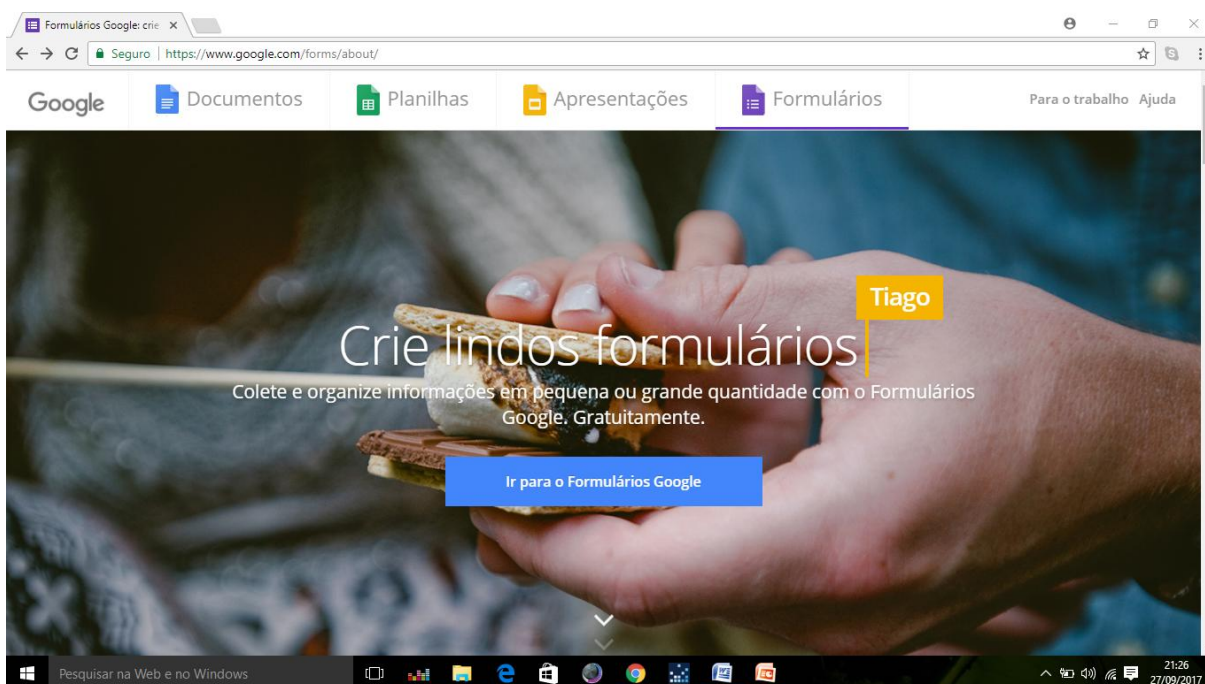 Formulários Google: crie
Seguro | https://www.google.com/forms/about/
Google Documentos Planilhas Apresentações Formulários Para o trabalho Ajuda
Tiago
Crie lindos formulários
Colete e organize informações em pequena ou grande quantidade com o Formulários
Google. Gratuitamente.
Ir para o Formulários Google
Pesquisar na Web e no Windows
21:26
27/09/2017